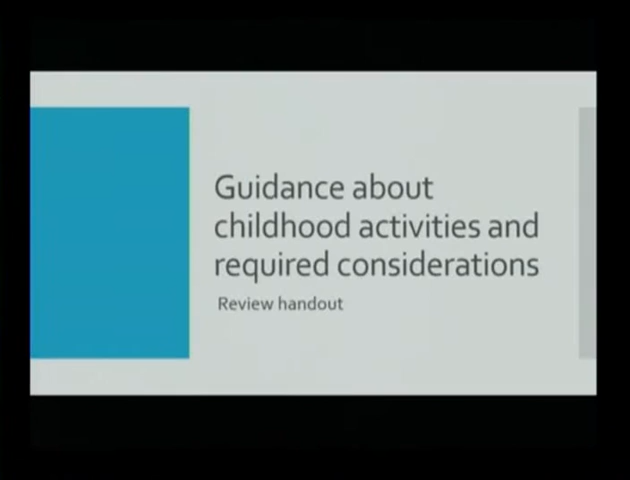 Guidance about
childhood activities and
required considerations
Review handout